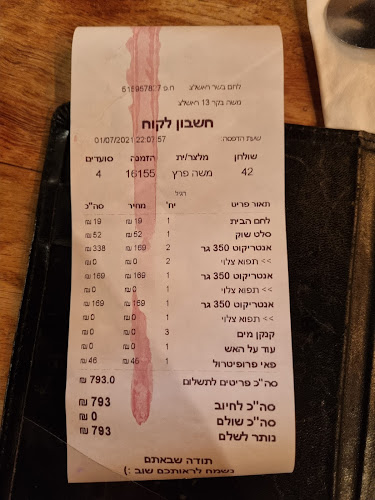 לחם בשר ראשל"צ ח.פ 515957827
משה בקר 13 ראשל"צ
חשבון לקוח
שעת הדפסה: 01/07/2021 22:07:57
שולחן מלצר/ית הזמנה סועדים
42 משה פרץ 16155 4
רגיל
תאור פריט יח' מחיר סה"כ
לחם הבית 1 19 ₪ 19 ₪
סלט שוק 1 52 ₪ 52 ₪
אנטריקוט 350 גר 2 169 ₪ 338 ₪
>> תפוא צלוי 2 0 ₪ 0 ₪
אנטריקוט 350 גר 1 169 ₪ 169 ₪
>> תפוא צלוי 1 0 ₪ 0 ₪
אנטריקוט 350 גר 1 169 ₪ 169 ₪
>> תפוא צלוי 1 0 ₪ 0 ₪
קנקן מים 3 0 ₪ 0 ₪
עוד על האש 1 0 ₪ 0 ₪
פאי פרופיטרול 1 46 ₪ 46 ₪
סה"כ פריטים לתשלום 793.0 ₪
סה"כ לחיוב 793 ₪
סה"כ שולם 0 ₪
נותר לשלם 793 ₪
תודה שבאתם
נשמח לראותכם שוב :)